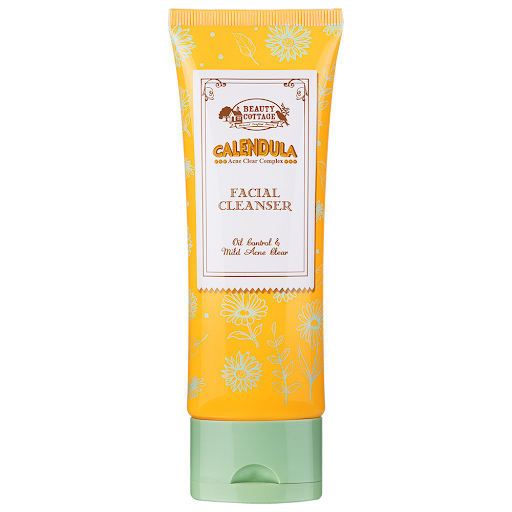 BEAUTY
COTTAGE
CALENDULA
Acne Clear Complex
FACIAL
CLEANSER
Oil Control &
Mild Acne Clear